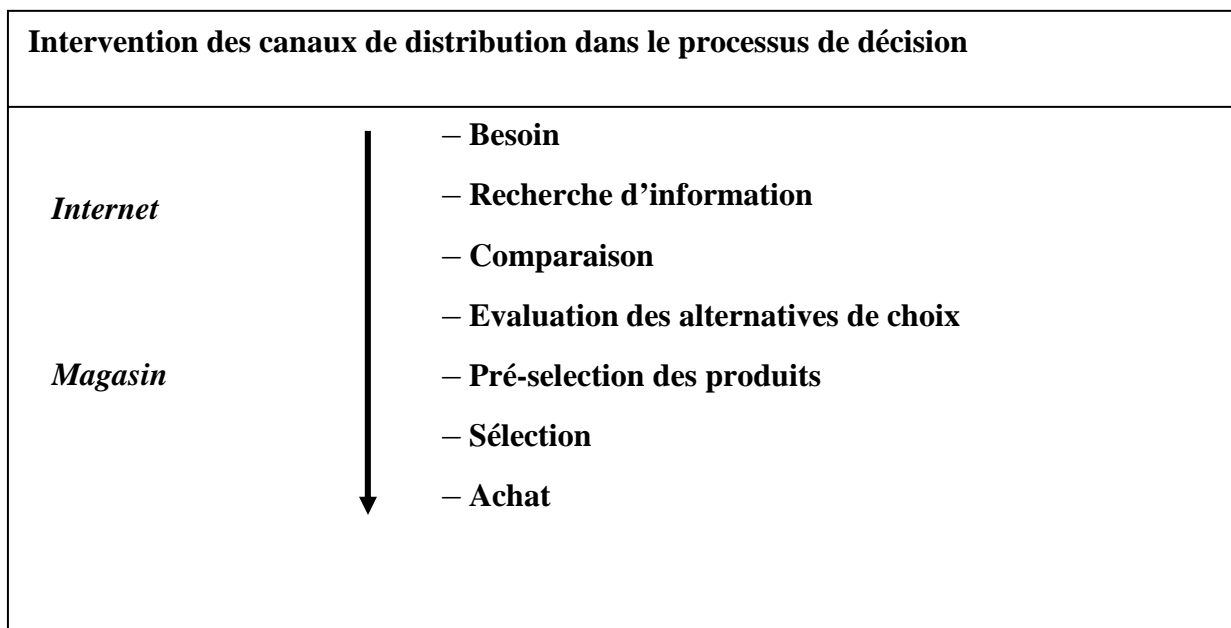 Intervention des canaux de distribution dans le processus de décision
– Besoin
Internet
– Recherche d’information
– Comparaison
– Evaluation des alternatives de choix
Magasin
– Pré-selection des produits
– Sélection
– Achat